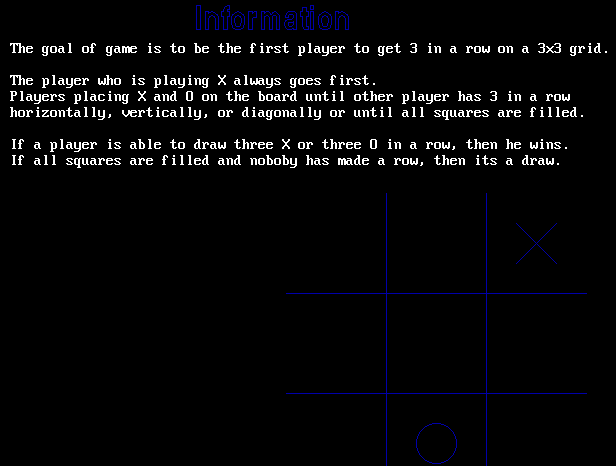 Information
The goal of game is to be the first player to get 3 in a row on a 3x3 grid.
The player who is playing X always goes first.
Players placing X and O on the board until other player has 3 in a row
horizontally, vertically, or diagonally or until all squares are filled.
If a player is able to draw three X or three O in a row, then he wins.
If all squares are filled and noboby has made a row, then its a draw.